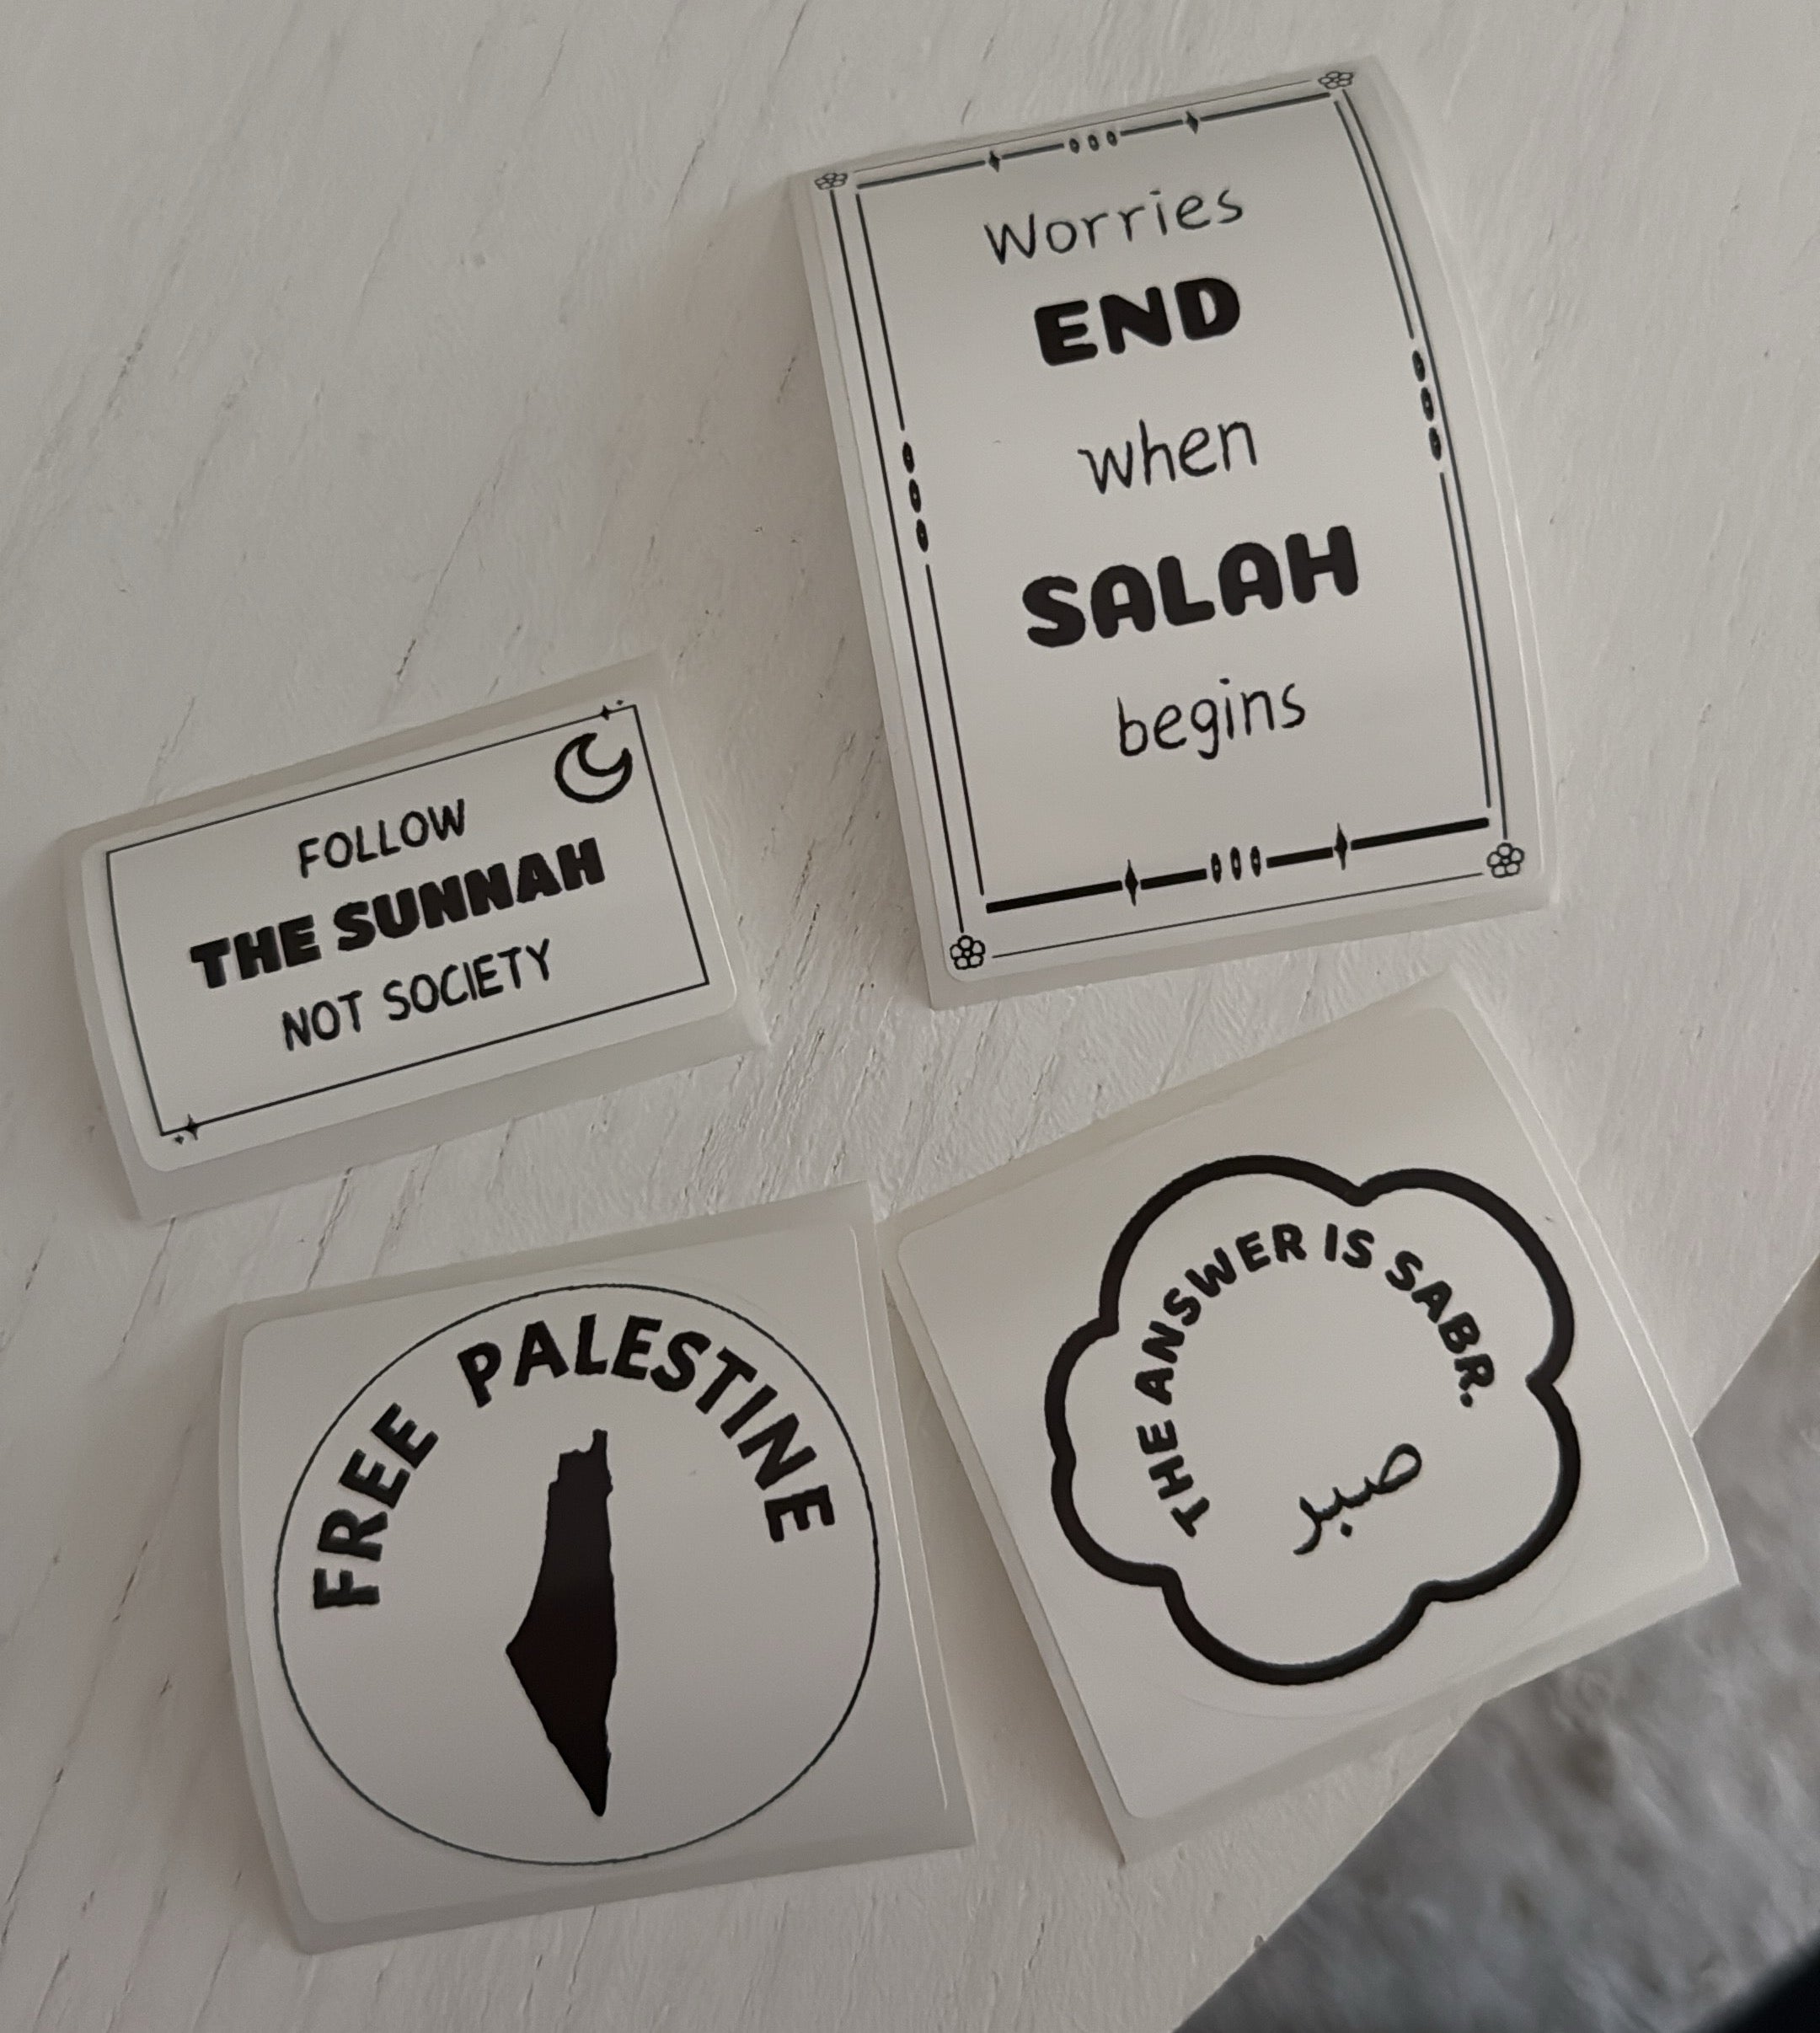 Worries
END
when
SALAH
begins
FOLLOW
THE SUNNAH
NOT SOCIETY
FREE PALESTINE
THE ANSWER IS SABR.
صبر